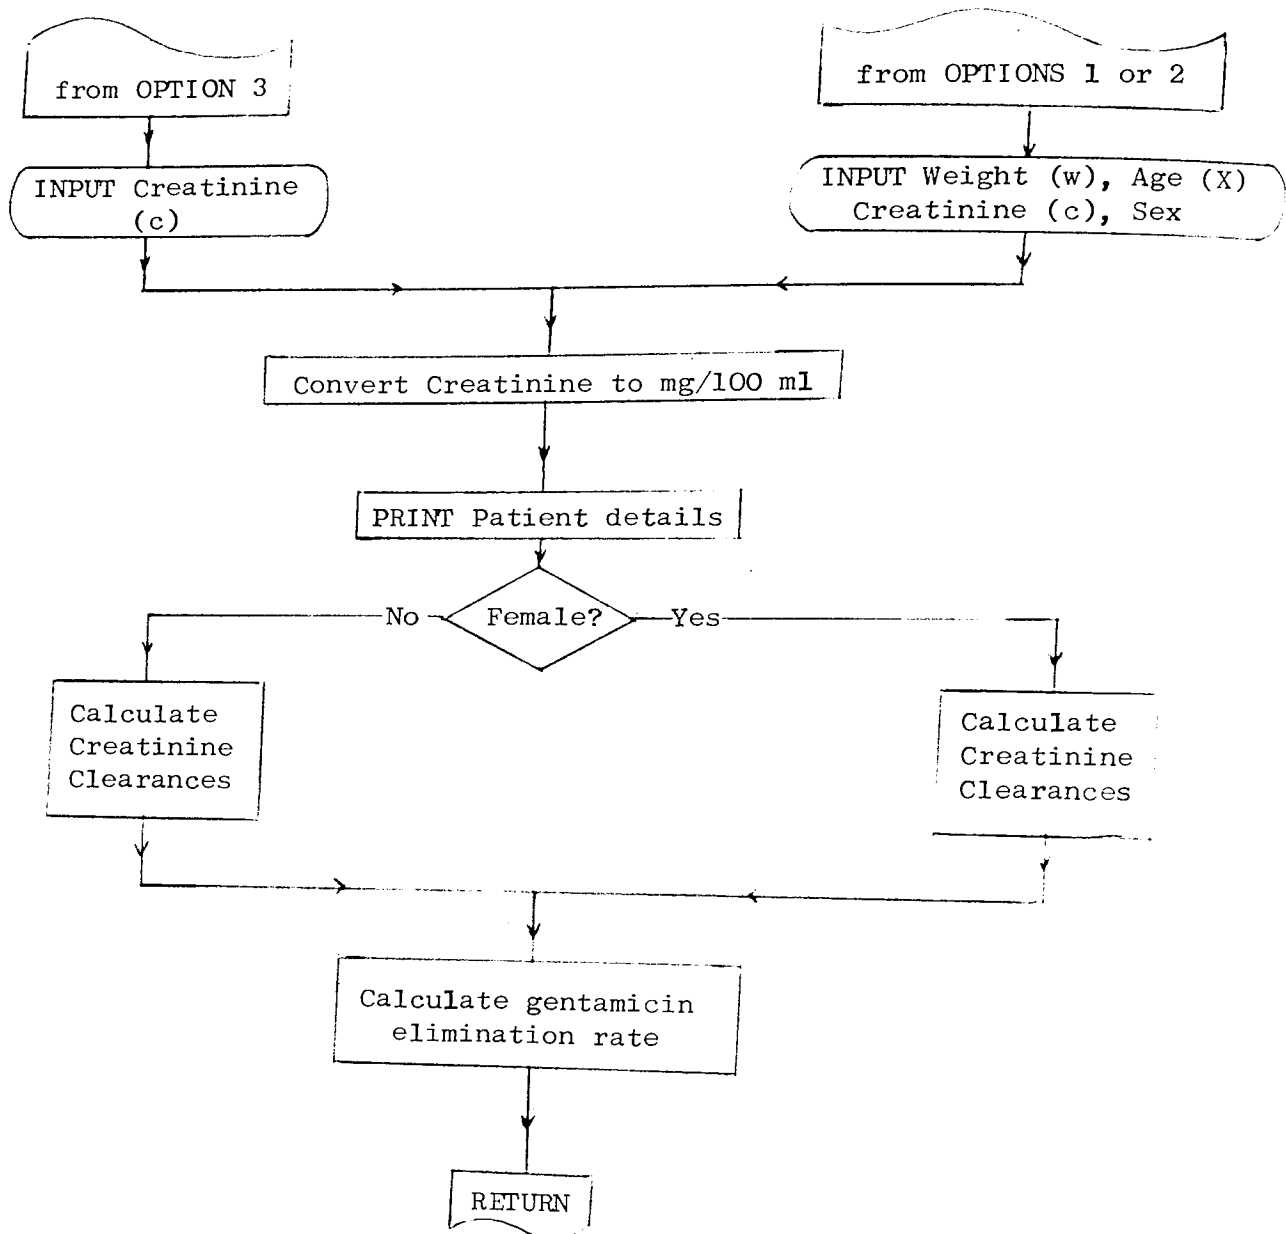 from OPTION 3
from OPTIONS 1 or 2
INPUT Creatinine
(c)
INPUT Weight (w), Age (X)
Creatinine (c), Sex
Convert Creatinine to mg/100 ml
PRINT Patient details
No
Female?
Yes
Calculate
Creatinine
Clearances
Calculate
Creatinine
Clearances
Calculate gentamicin
elimination rate
RETURN